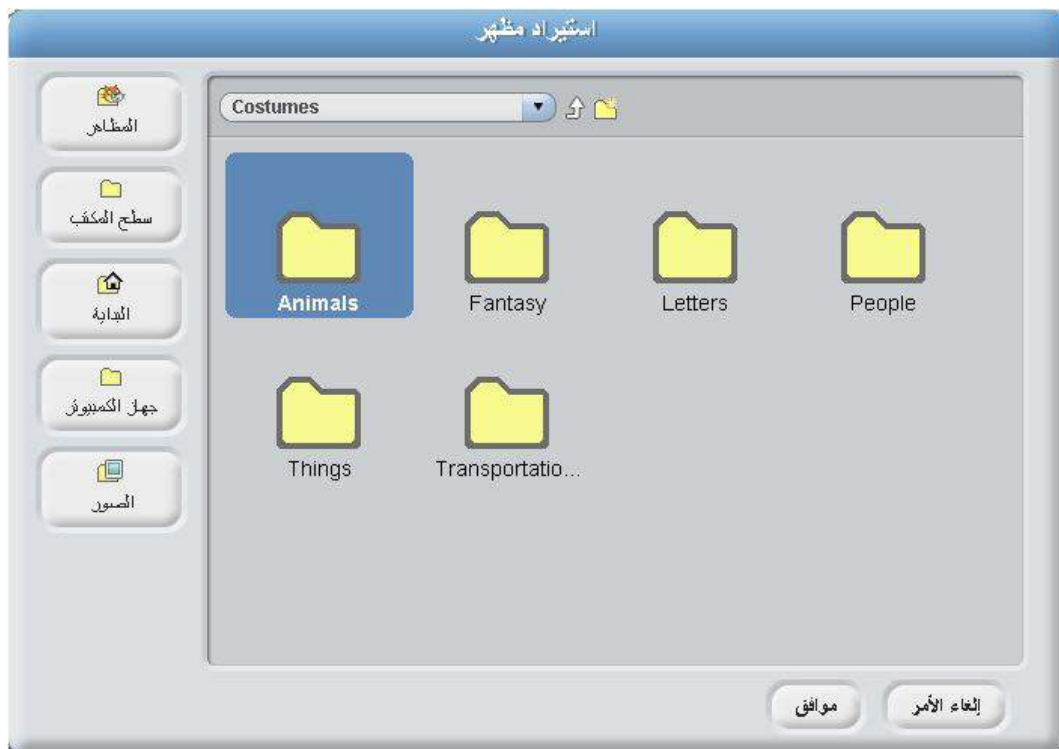 استيراد مظهر
المظاهر
سطح المكتب
البداية
جهاز الكمبيوتر
الصور
Costumes
Animals
Fantasy
Letters
People
Things
Transportatio...
موافق
إلغاء الأمر